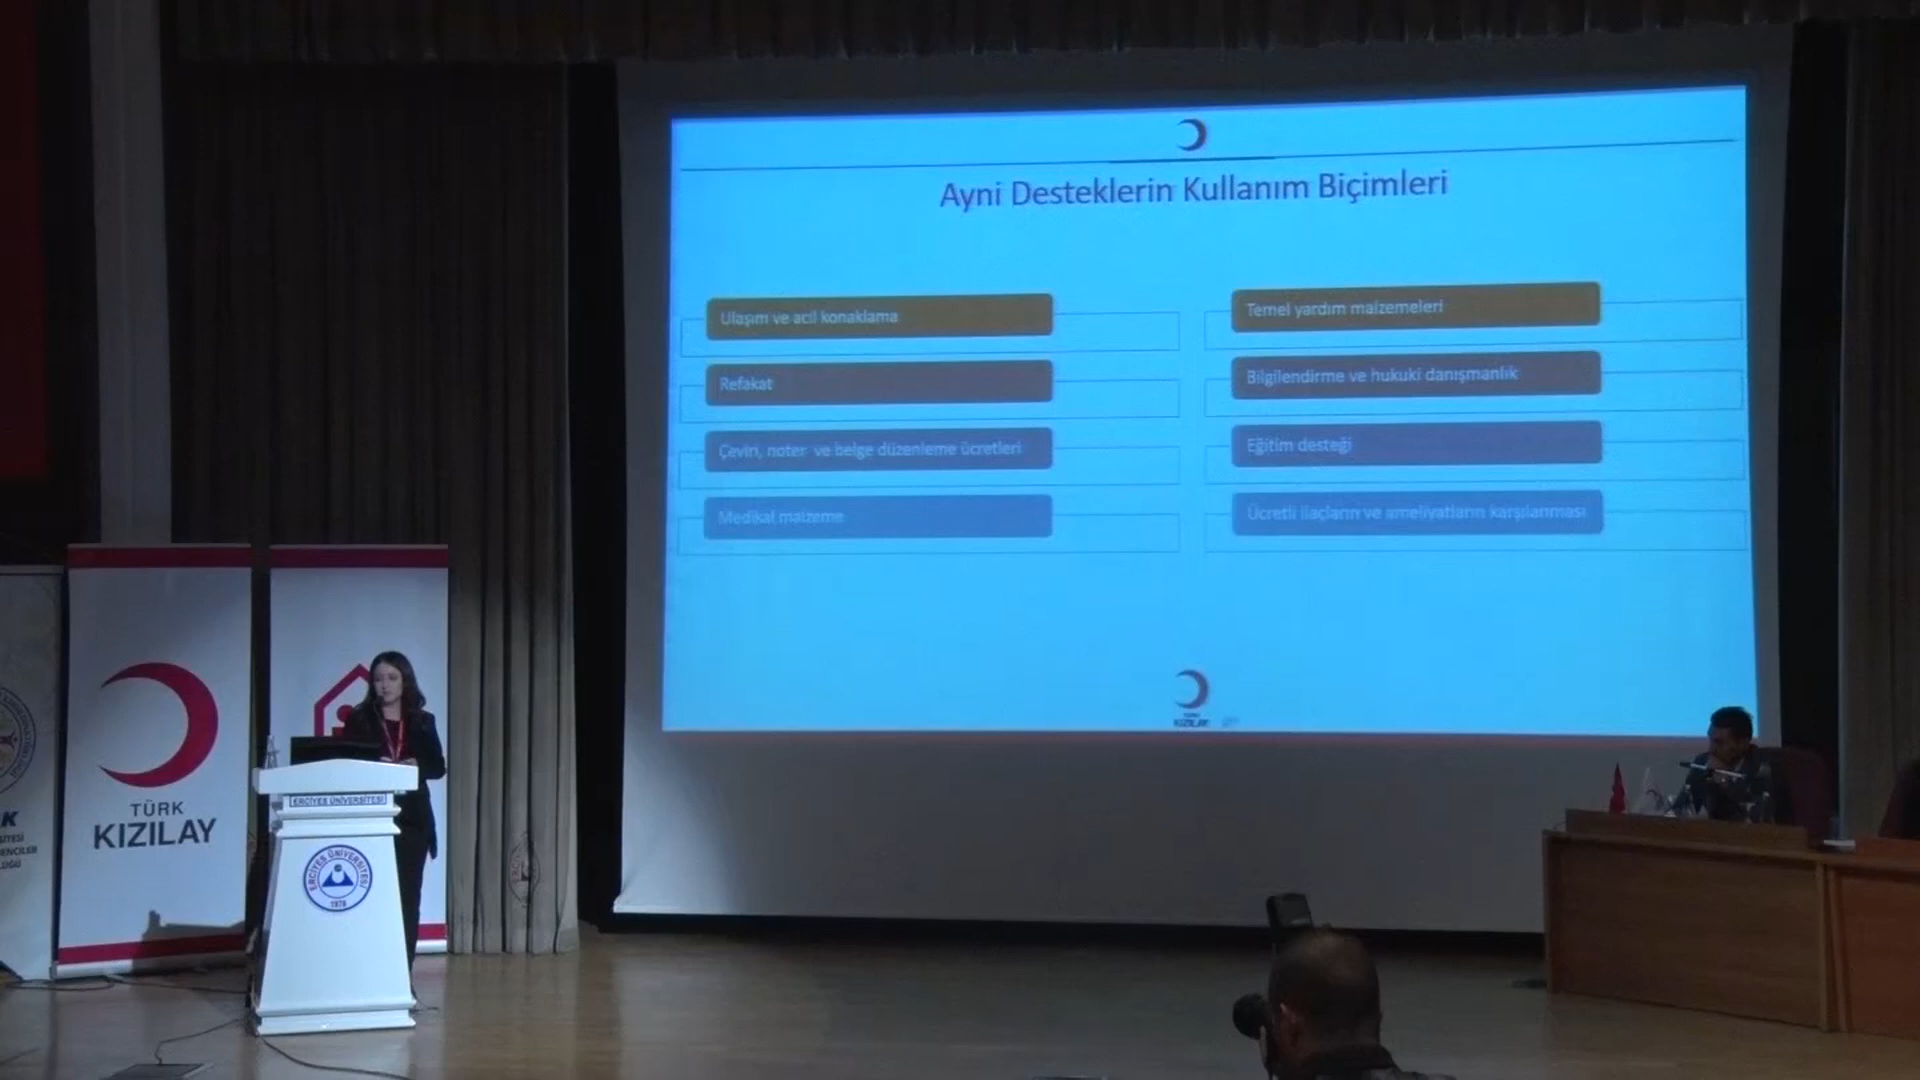 Ayni Desteklerin Kullanım Biçimleri
Ulaşım ve acil konaklama
Refakat
Çeviri, noter ve belge düzenleme ücretleri
Medikal malzeme
Temel yardım malzemeleri
Bilgilendirme ve hukuki danışmanlık
Eğitim desteği
Ücretli ilaçların ve ameliyatların karşılanması
TÜRK
KIZILAY
TÜRK
KIZILAY
ERCİYES ÜNİVERSİTESİ
ERCİYES ÜNİVERSİTESİ
1978